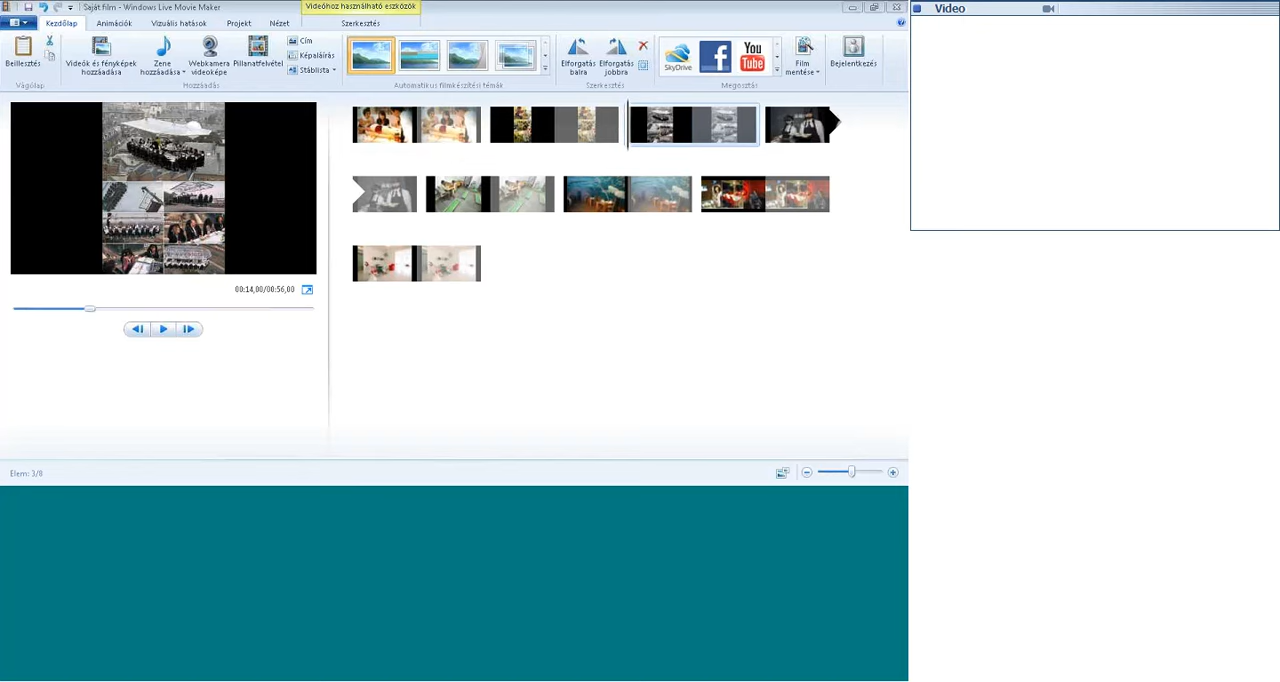 Saját film - Windows Live Movie Maker
Videóhoz használható eszközök
Kezdőlap Animációk Vizuális hatások Projekt Nézet Szerkesztés
Beillesztés
Vágólap
Videók és fényképek
hozzáadása
Zene
hozzáadása
Webkamera
videoképe
Pillanatfelvétel
Cím
Képaláírás
Stáblista
Hozzáadás
Automatikus filmkészítési témák
Elforgatás
balra
Elforgatás
jobbra
Szerkesztés
SkyDrive
You
Tube
Megosztás
Film
mentése
Bejelentkezés
Video
00:14,00/00:56,00
Elem: 3/8